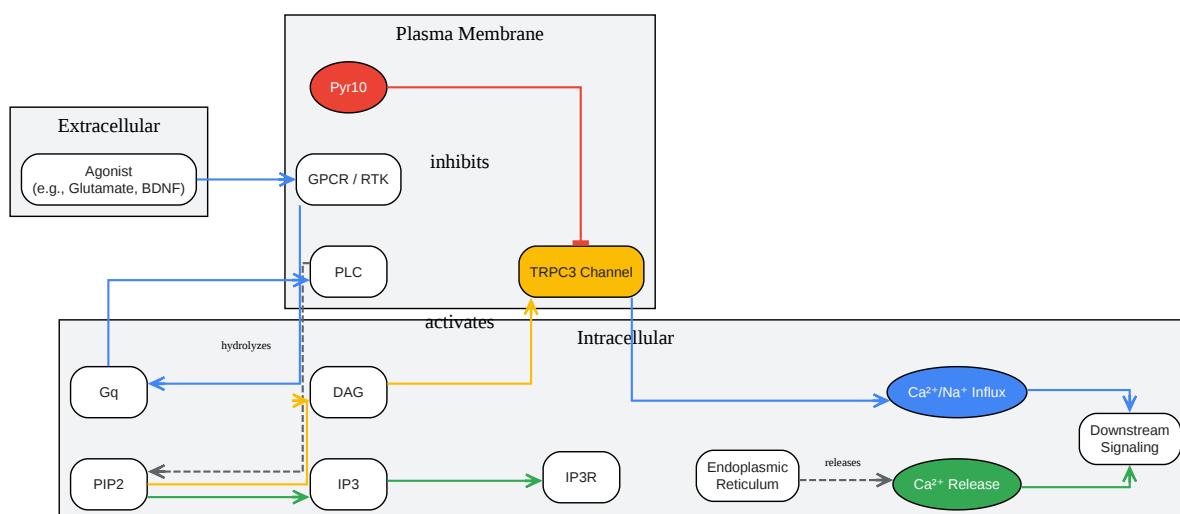 Plasma Membrane
Pyr10
Extracellular
Agonist
(e.g., Glutamate, BDNF)
GPCR / RTK
inhibits
PLC
TRPC3 Channel
activates
Intracellular
hydrolyzes
Gq
DAG
Ca²⁺/Na⁺ Influx
Downstream
Signaling
PIP2
IP3
IP3R
Endoplasmic
Reticulum
releases
Ca²⁺ Release